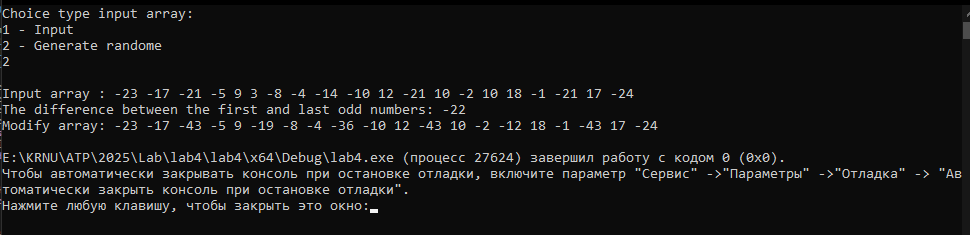 Choice type input array:
1 - Input
2 - Generate randome
2
Input array : -23 -17 -21 -5 9 3 -8 -4 -14 -10 12 -21 10 -2 10 18 -1 -21 17 -24
The difference between the first and last odd numbers: -22
Modify array: -23 -17 -43 -5 9 -19 -8 -4 -36 -10 12 -43 10 -2 -12 18 -1 -43 17 -24
E:\KRNU\ATP\2025\Lab\lab4\lab4\x64\Debug\lab4.exe (процесс 27624) завершил работу с кодом 0 (0x0).
Чтобы автоматически закрывать консоль при остановке отладки, включите параметр "Сервис" ->"Параметры" ->"Отладка" -> "Ав
томатически закрыть консоль при остановке отладки".
Нажмите любую клавишу, чтобы закрыть это окно: